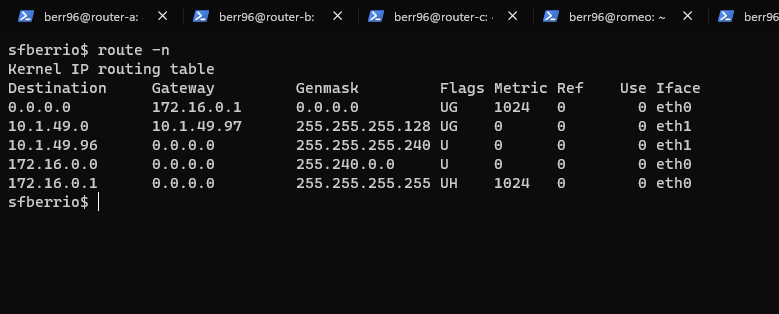 berr96@router-a: berr96@router-b: berr96@router-c: berr96@romeo: ~ berr96
sfberrio$ route -n
Kernel IP routing table
Destination Gateway Genmask Flags Metric Ref Use Iface
0.0.0.0 172.16.0.1 0.0.0.0 UG 1024 0 0 eth0
10.1.49.0 10.1.49.97 255.255.255.128 UG 0 0 0 eth1
10.1.49.96 0.0.0.0 255.255.255.240 U 0 0 0 eth1
172.16.0.0 0.0.0.0 255.240.0.0 U 0 0 0 eth0
172.16.0.1 0.0.0.0 255.255.255.255 UH 1024 0 0 eth0
sfberrio$